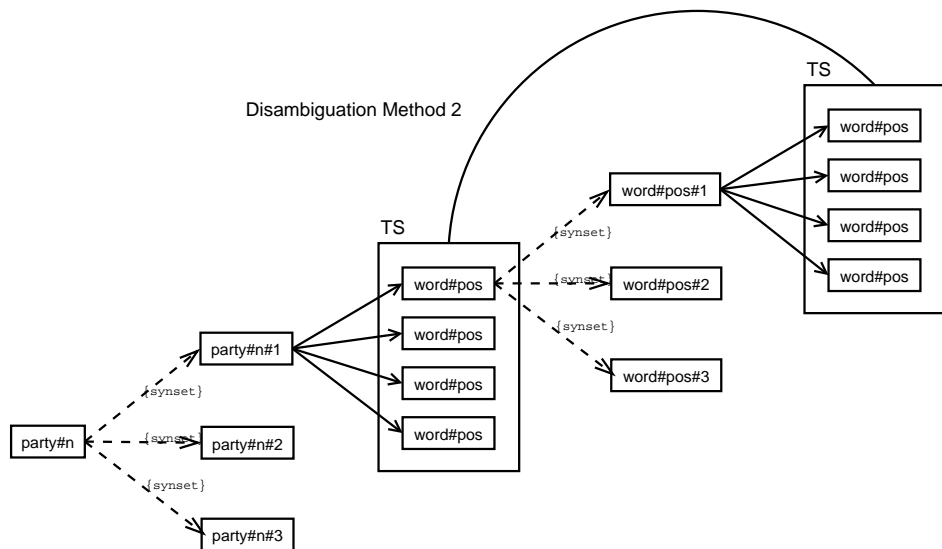 TS
Disambiguation Method 2
word#pos
word#pos
word#pos
word#pos
word#pos#1
{synset}
{synset}
{synset}
word#pos#2
word#pos#3
TS
word#pos
word#pos
word#pos
word#pos
party#n#1
{synset}
{synset}
{synset}
party#n
party#n#2
party#n#3